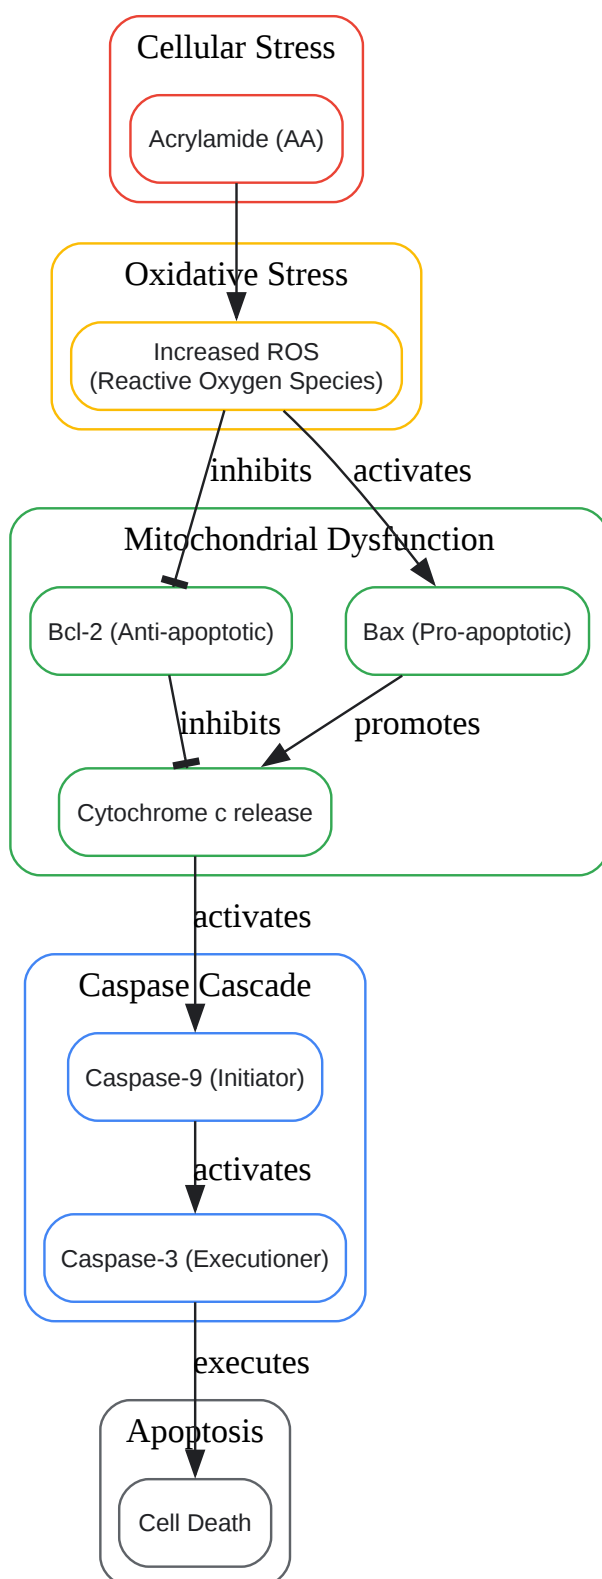 Cellular Stress
Acrylamide (AA)
Oxidative Stress
Increased ROS
(Reactive Oxygen Species)
inhibits
activates
Mitochondrial Dysfunction
Bcl-2 (Anti-apoptotic)
Bax (Pro-apoptotic)
inhibits
promotes
Cytochrome c release
activates
Caspase Cascade
Caspase-9 (Initiator)
activates
Caspase-3 (Executioner)
executes
Apoptosis
Cell Death